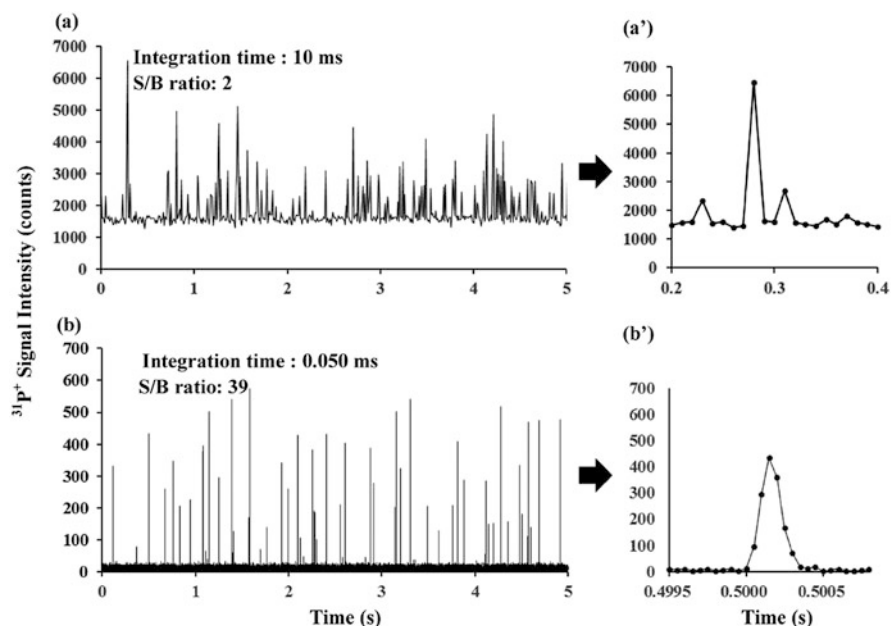 (a)
(a')
Integration time : 10 ms
S/B ratio: 2
7000
6000
5000
4000
3000
2000
1000
0
0 1 2 3 4 5
7000
6000
5000
4000
3000
2000
1000
0
0.2 0.3 0.4
³¹P⁺ Signal Intensity (counts)
(b)
(b')
Integration time : 0.050 ms
S/B ratio: 39
700
600
500
400
300
200
100
0
0 1 2 3 4 5
Time (s)
700
600
500
400
300
200
100
0
0.4995 0.5000 0.5005
Time (s)